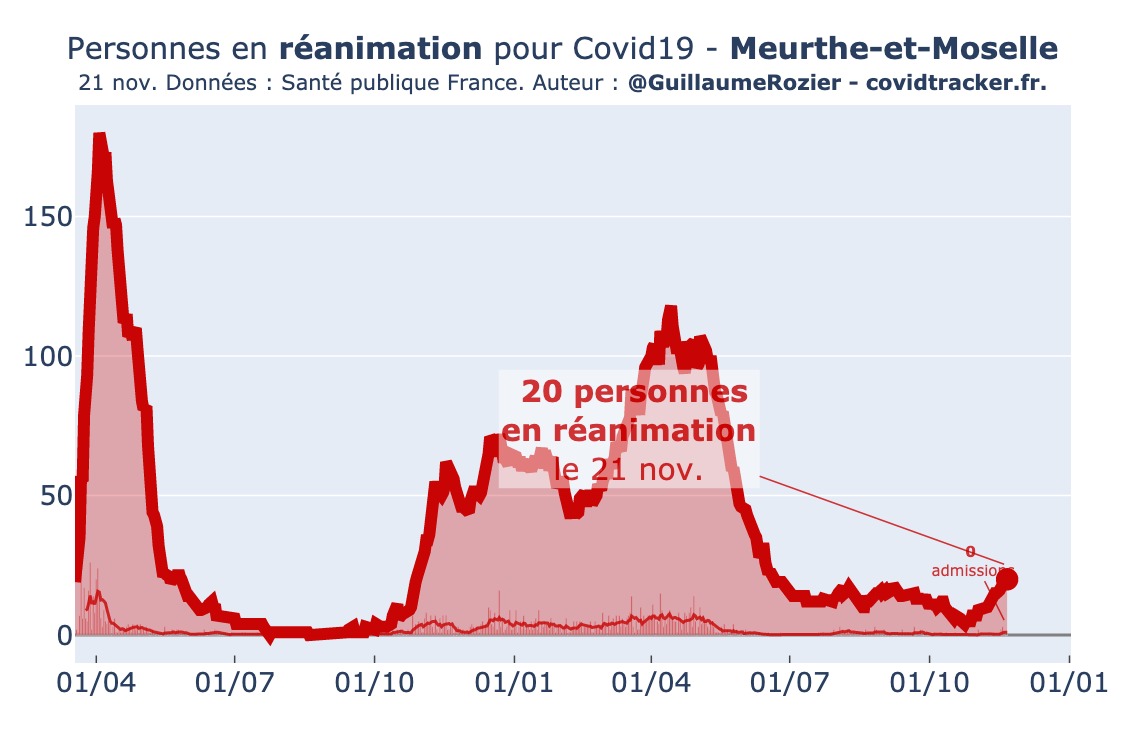 Personnes en réanimation pour Covid19 - Meurthe-et-Moselle
21 nov. Données : Santé publique France. Auteur : @GuillaumeRozier - covidtracker.fr.
150
100
50
0
20 personnes
en réanimation
le 21 nov.
0
admissions
01/04
01/07
01/10
01/01
01/04
01/07
01/10
01/01